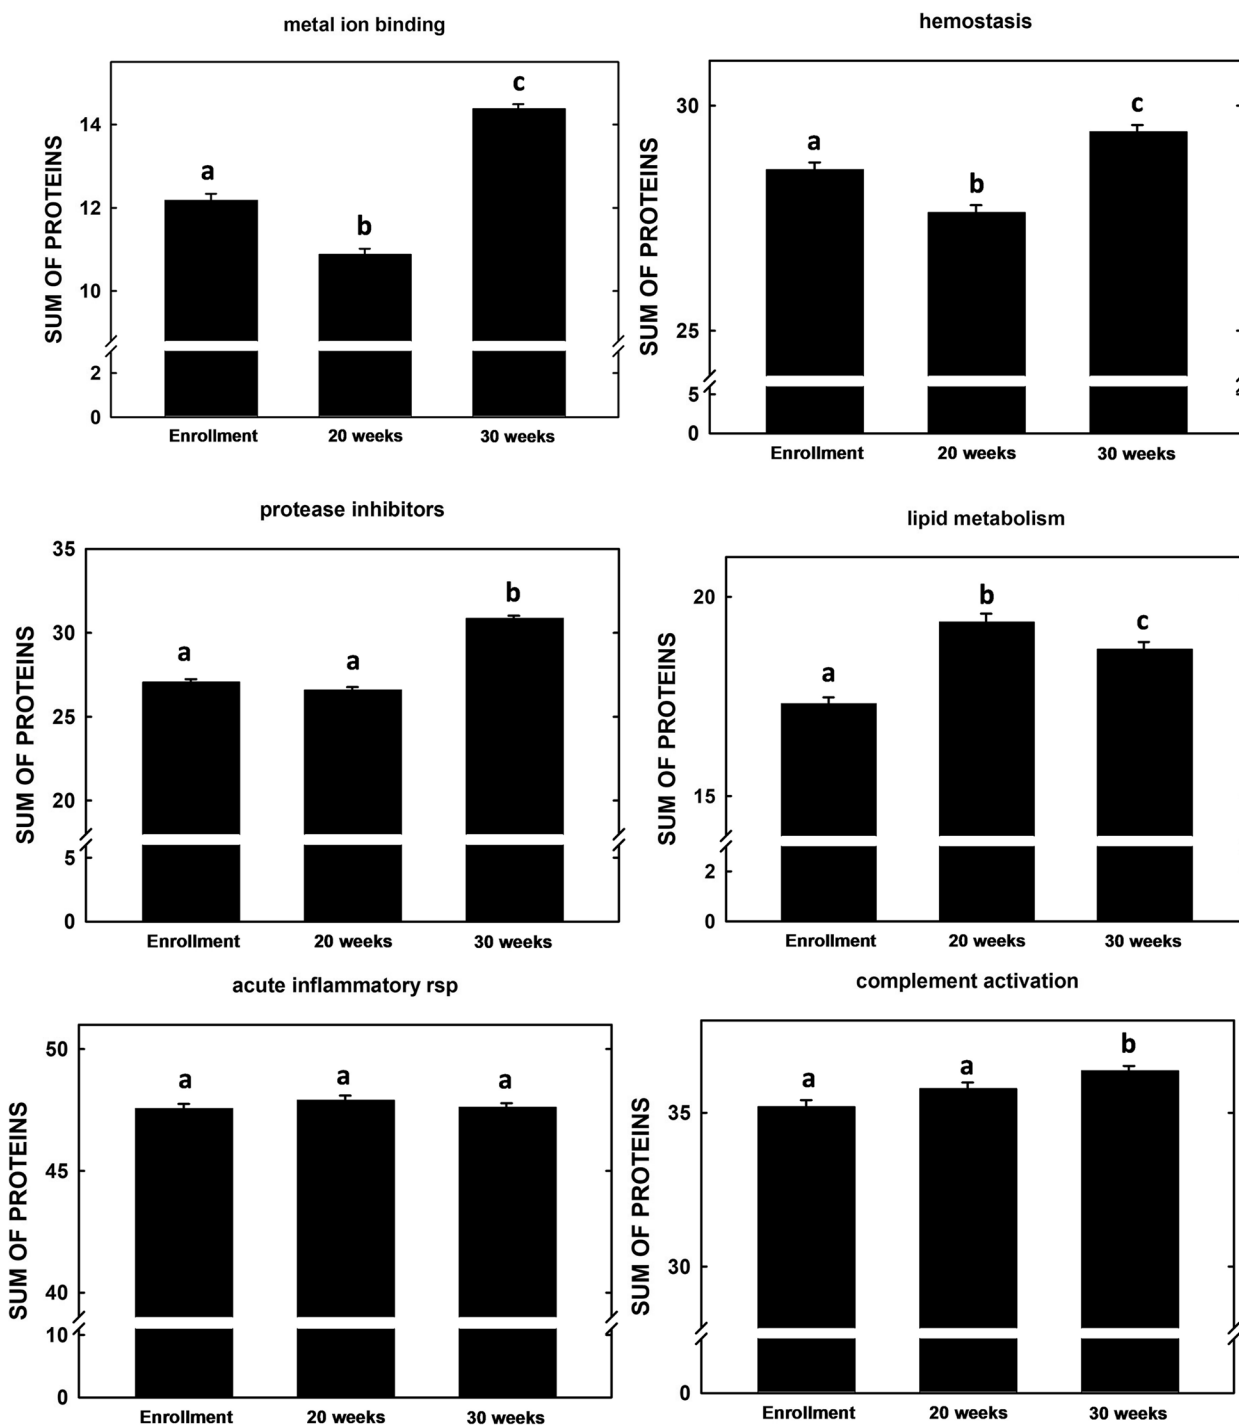 metal ion binding
SUM OF PROTEINS
14
12
10
2
0
a
b
c
Enrollment 20 weeks 30 weeks
hemostasis
SUM OF PROTEINS
30
25
5
0
a
b
c
Enrollment 20 weeks 30 weeks
protease inhibitors
SUM OF PROTEINS
35
30
25
20
5
0
a
a
b
Enrollment 20 weeks 30 weeks
lipid metabolism
SUM OF PROTEINS
20
15
2
0
a
b
c
Enrollment 20 weeks 30 weeks
acute inflammatory rsp
SUM OF PROTEINS
50
45
40
10
0
a
a
a
Enrollment 20 weeks 30 weeks
complement activation
SUM OF PROTEINS
35
30
0
a
a
b
Enrollment 20 weeks 30 weeks